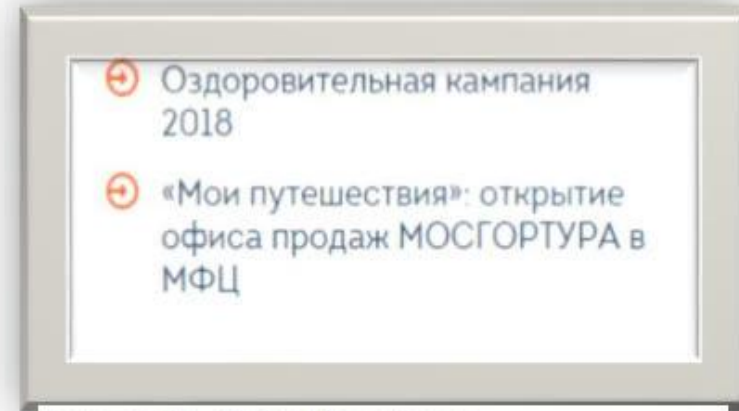 Оздоровительная кампания
2018
«Мои путешествия»: открытие
офиса продаж МОСГОРТУРА в
МФЦ